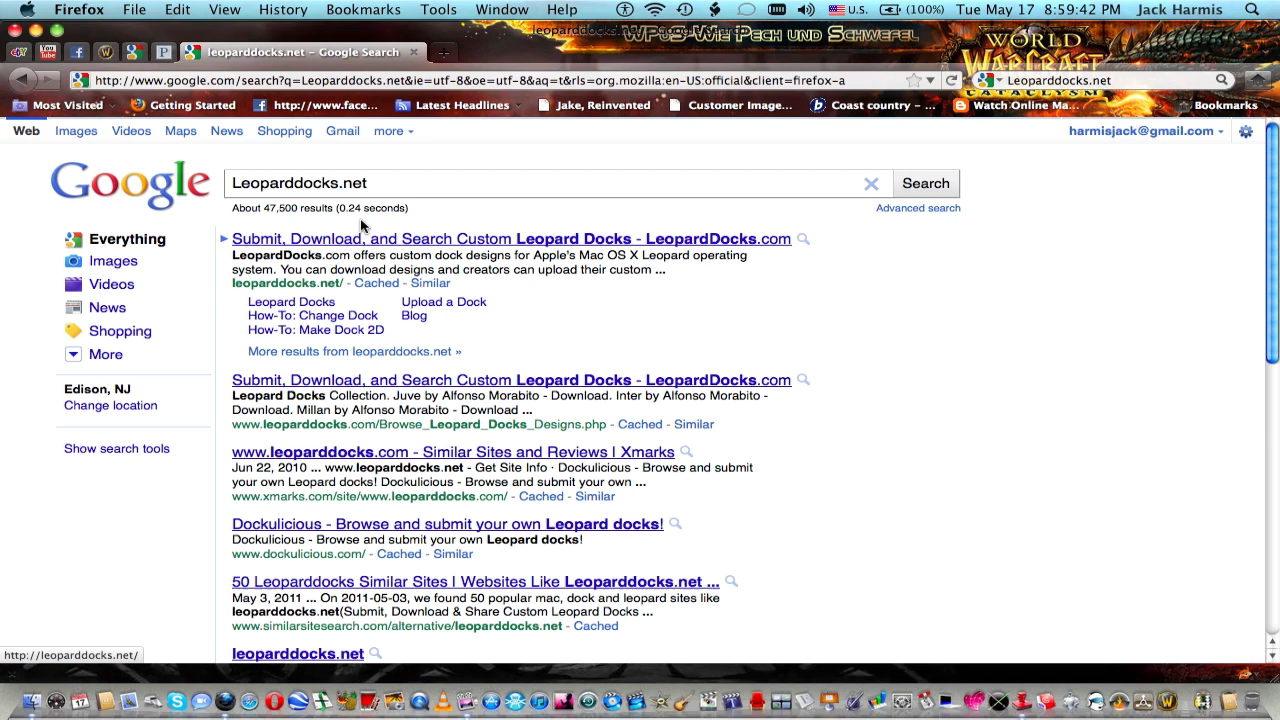 Firefox File Edit View History Bookmarks Tools Window Help U.S. (100%) Tue May 17 8:59:42 PM Jack Harmis
WPUS-Wie Pech und Schwefel
World
WarCraft
Cataclysm
leoparddocks.net – Google Search
http://www.google.com/search?q=Leoparddocks.net&ie=utf-8&oe=utf-8&aq=t&rls=org.mozilla:en-US:official&client=firefox-a
Leoparddocks.net
Most Visited Getting Started http://www.face... Latest Headlines Jake, Reinvented Customer Image... Coast country – ... Watch Online Ma... Bookmarks
Web Images Videos Maps News Shopping Gmail more harmisjack@gmail.com
Google
Leoparddocks.net
Search
About 47,500 results (0.24 seconds)
Advanced search
Everything
Images
Videos
News
Shopping
More
Edison, NJ
Change location
Show search tools
Submit, Download, and Search Custom Leopard Docks - LeopardDocks.com
LeopardDocks.com offers custom dock designs for Apple's Mac OS X Leopard operating
system. You can download designs and creators can upload their custom ...
leoparddocks.net/ - Cached - Similar
Leopard Docks Upload a Dock
How-To: Change Dock Blog
How-To: Make Dock 2D
More results from leoparddocks.net »
Submit, Download, and Search Custom Leopard Docks - LeopardDocks.com
Leopard Docks Collection. Juve by Alfonso Morabito - Download. Inter by Alfonso Morabito -
Download. Millan by Alfonso Morabito - Download ...
www.leoparddocks.com/Browse_Leopard_Docks_Designs.php - Cached - Similar
www.leoparddocks.com - Similar Sites and Reviews | Xmarks
Jun 22, 2010 ... www.leoparddocks.net - Get Site Info · Dockulicious - Browse and submit
your own Leopard docks! Dockulicious - Browse and submit your own ...
www.xmarks.com/site/www.leoparddocks.com/ - Cached - Similar
Dockulicious - Browse and submit your own Leopard docks!
Dockulicious - Browse and submit your own Leopard docks!
www.dockulicious.com/ - Cached - Similar
50 Leoparddocks Similar Sites | Websites Like Leoparddocks.net ...
May 3, 2011 ... On 2011-05-03, we found 50 popular mac, dock and leopard sites like
leoparddocks.net(Submit, Download & Share Custom Leopard Docks ...
www.similarsitesearch.com/alternative/leoparddocks.net - Cached
leoparddocks.net
http://leoparddocks.net/